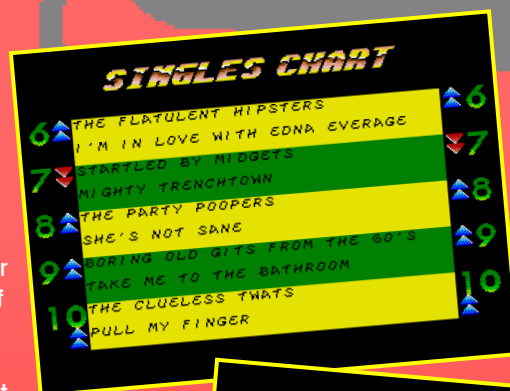 SINGLES CHART
6 THE FLATULENT HIPSTERS 6
I'M IN LOVE WITH EDNA EVERAGE
7 STARTLED BY MIDGETS 7
MIGHTY TRENCHTOWN
8 THE PARTY POOPERS 8
SHE'S NOT SANE
9 BORING OLD GITS FROM THE 60'S 9
TAKE ME TO THE BATHROOM
10 THE CLUELESS TWATS 10
PULL MY FINGER